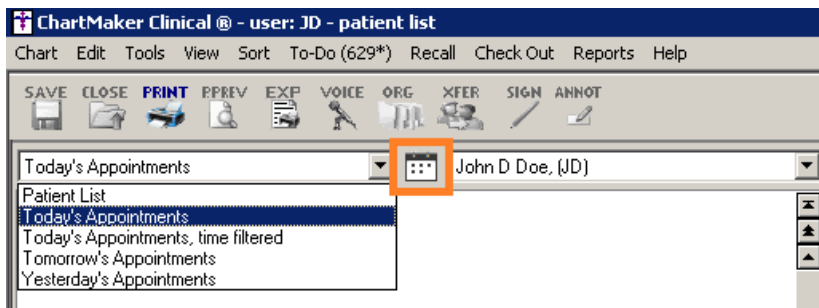 ChartMaker Clinical ® - user: JD - patient list
Chart Edit Tools View Sort To-Do (629*) Recall Check Out Reports Help
SAVE CLOSE PRINT P.PREV EXP VOICE ORG XFER SIGN ANNOT
Today's Appointments John D Doe, (JD)
Patient List
Today's Appointments
Today's Appointments, time filtered
Tomorrow's Appointments
Yesterday's Appointments